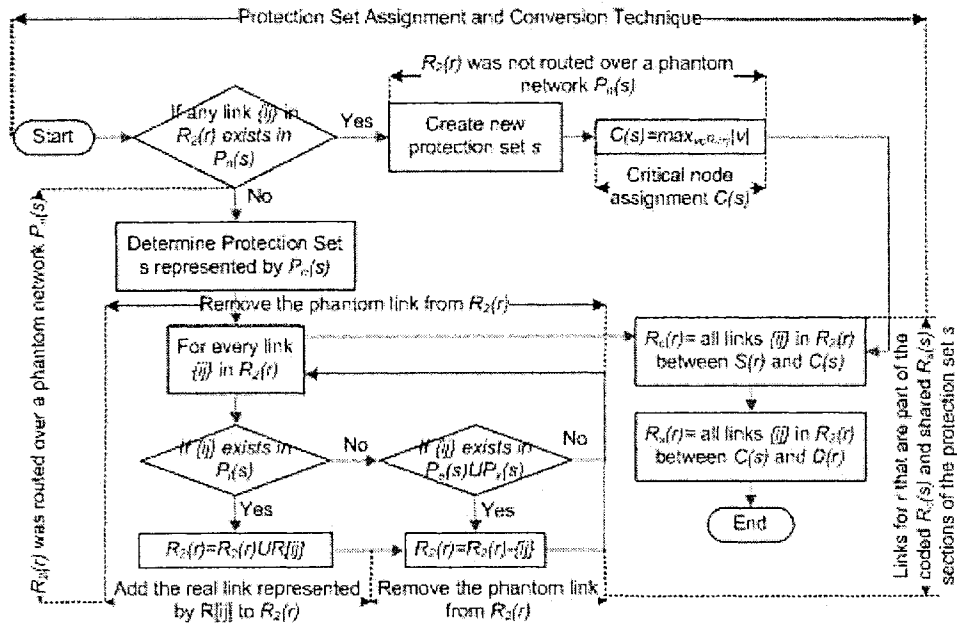 Protection Set Assignment and Conversion Technique
R₂(r) was not routed over a phantom
network Pₙ(s)
Start
If any link {ij} in
R₂(r) exists in
Pₙ(s)
Yes
Create new
protection set s
C(s)=max |v|
Critical node
assignment C(s)
No
Determine Protection Set
s represented by Pₙ(s)
R₂(r) was routed over a phantom network Pₙ(s)
Remove the phantom link from R₂(r)
For every link
{ij} in R₂(r)
If {ij} exists in
(s)
No
If {ij} exists in
(s)U (s)
No
Yes
Yes
R₂(r)=R₂(r)UR[ij]
R₂(r)=R₂(r)-{ij}
Add the real link represented
by R[ij] to R₂(r)
Remove the phantom link
from R₂(r)
R꜀(r)= all links {ij} in R₂(r)
between S(r) and C(s)
Rₛ(r)= all links {ij} in R₂(r)
between C(s) and D(r)
End
Links for r that are part of the
coded R꜀(s) and shared Rₛ(s)
sections of the protection set s